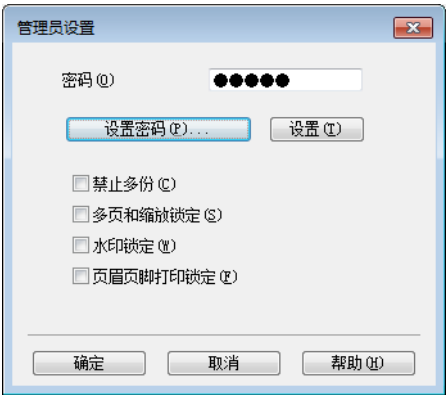 管理员设置
密码(O) ●●●●●
设置密码(P)... 设置(T)
禁止多份(C)
多页和缩放锁定(S)
水印锁定(W)
页眉页脚打印锁定(F)
确定 取消 帮助(H)